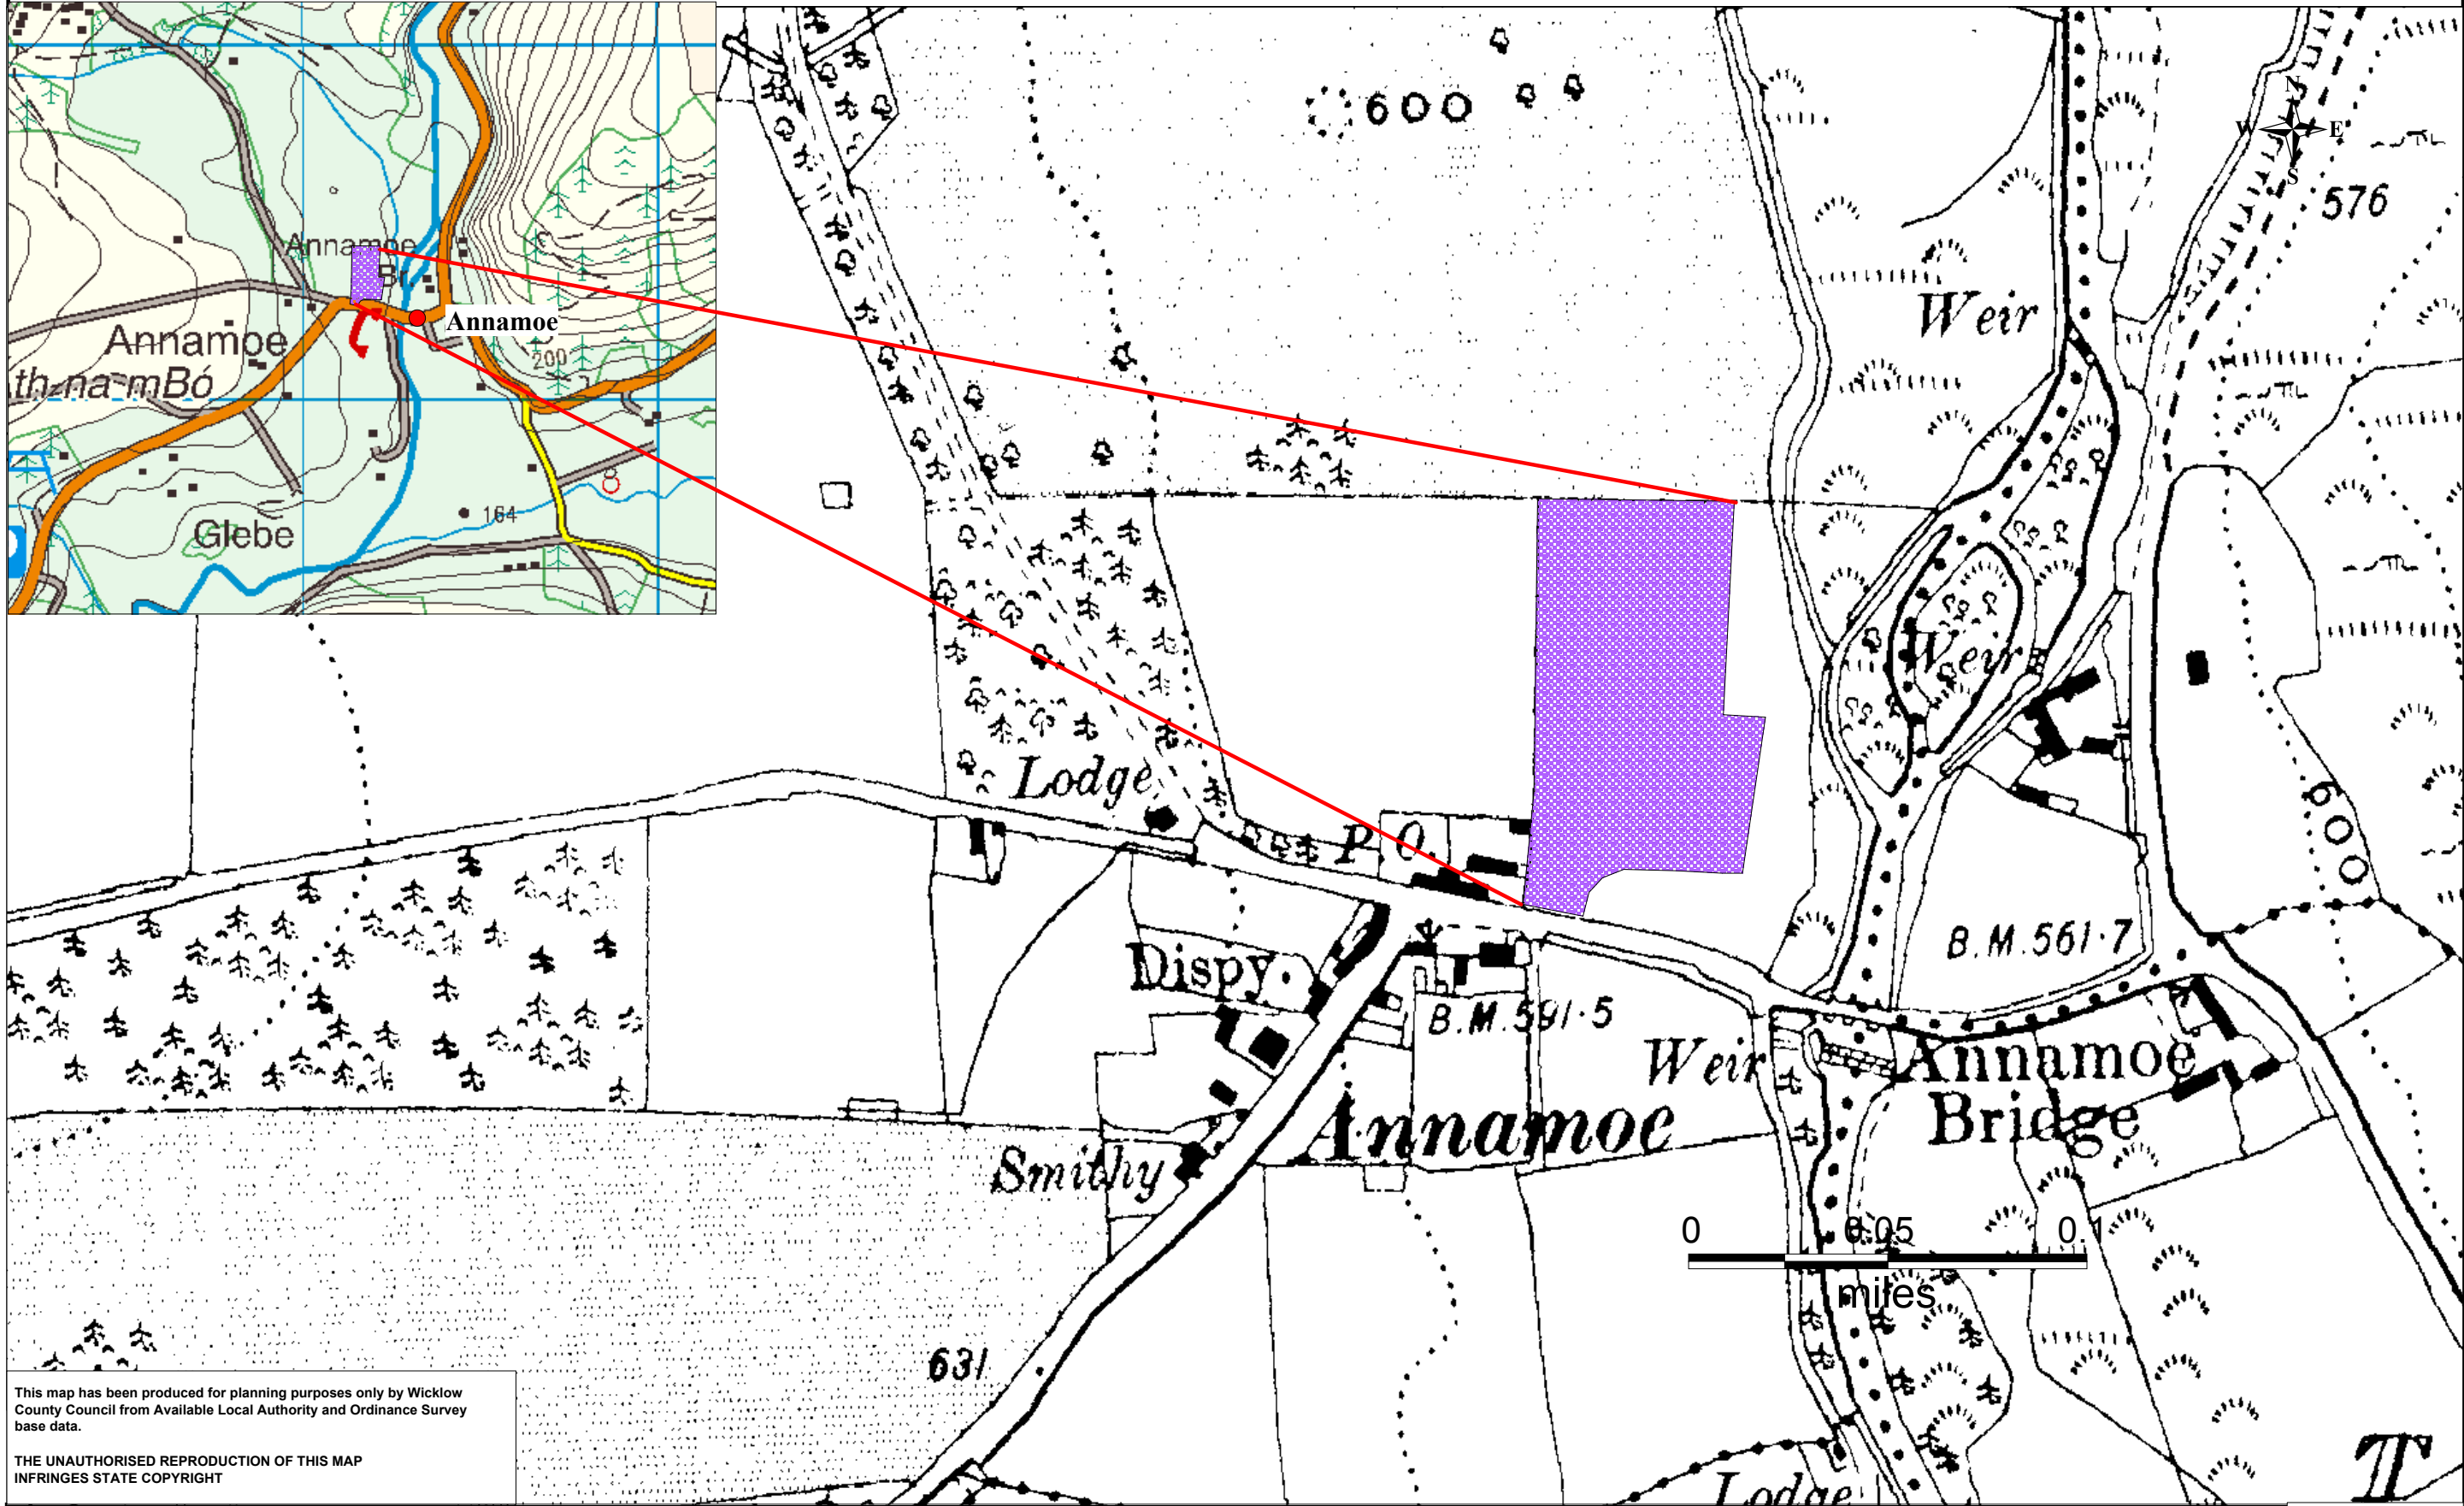 Annamoe
Br.
Annamoe
Annamoe
th na mBó
200
8
164
Glebe
600
N
W
E
S
576
Weir
Weir
Lodge
P.O.
600
Dispy.
B.M.591·5
B.M.561·7
Weir
Annamoe
Bridge
Annamoe
Smithy
0
0.05
0.1
miles
631
This map has been produced for planning purposes only by Wicklow
County Council from Available Local Authority and Ordinance Survey
base data.
THE UNAUTHORISED REPRODUCTION OF THIS MAP
INFRINGES STATE COPYRIGHT
Lodge
T